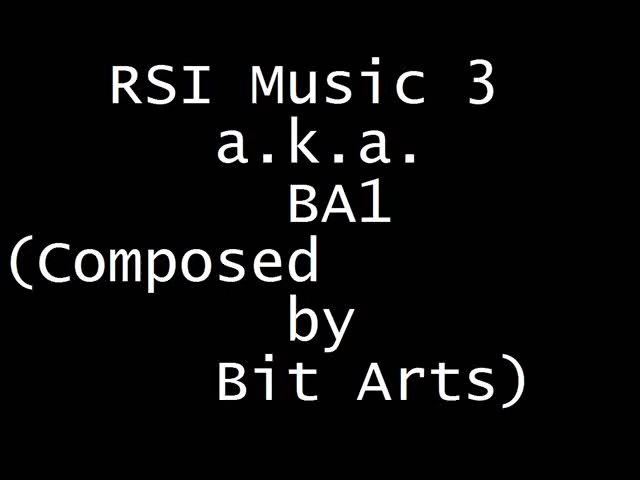 RSI Music 3
a.k.a.
BA1
(Composed
by
Bit Arts)